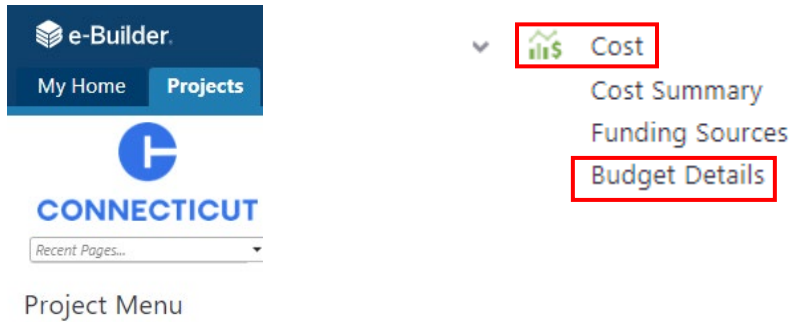 e-Builder.
My Home Projects
CONNECTICUT
Recent Pages...
Project Menu
Cost
Cost Summary
Funding Sources
Budget Details